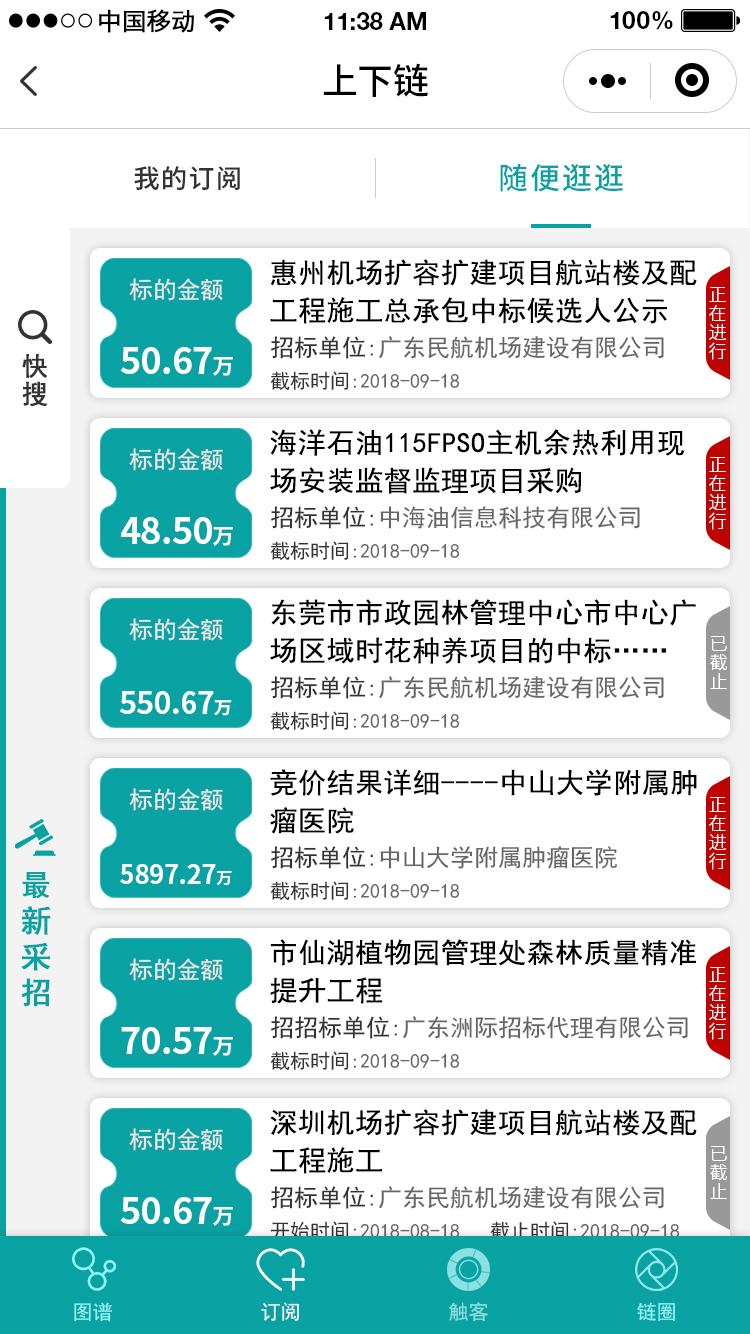 中国移动
11:38 AM
100%
上下链
我的订阅
随便逛逛
快搜
最新采招
标的金额
50.67万
惠州机场扩容扩建项目航站楼及配
工程施工总承包中标候选人公示
招标单位:广东民航机场建设有限公司
截标时间:2018-09-18
正在进行
标的金额
48.50万
海洋石油115FPSO主机余热利用现
场安装监督监理项目采购
招标单位:中海油信息科技有限公司
截标时间:2018-09-18
正在进行
标的金额
550.67万
东莞市市政园林管理中心市中心广
场区域时花种养项目的中标······
招标单位:广东民航机场建设有限公司
截标时间:2018-09-18
已截止
标的金额
5897.27万
竞价结果详细----中山大学附属肿
瘤医院
招标单位:中山大学附属肿瘤医院
截标时间:2018-09-18
正在进行
标的金额
70.57万
市仙湖植物园管理处森林质量精准
提升工程
招招标单位:广东洲际招标代理有限公司
截标时间:2018-09-18
正在进行
标的金额
50.67万
深圳机场扩容扩建项目航站楼及配
工程施工
招标单位:广东民航机场建设有限公司
开始时间:2018-08-18 截止时间:2018-09-18
已截止
图谱
订阅
触客
链圈